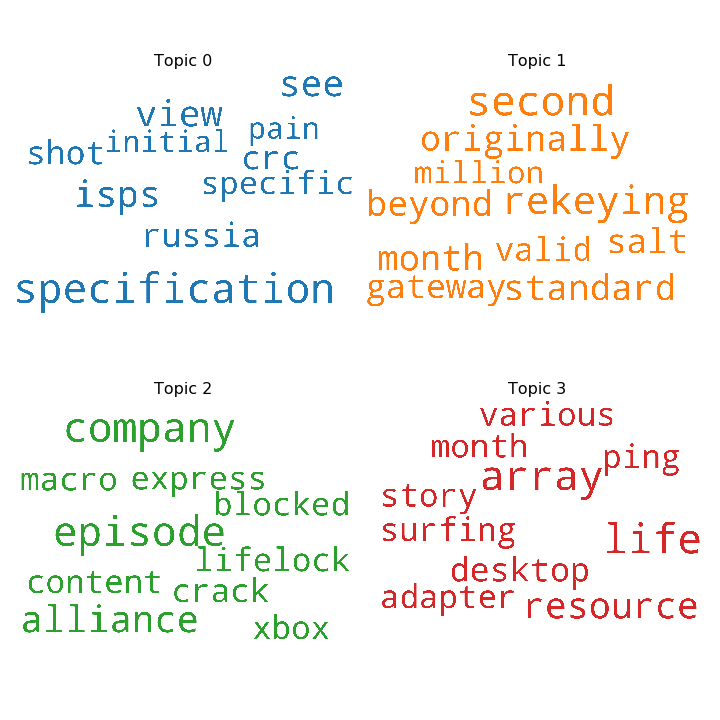 Topic 0
see
view
pain
initial
shot
crc
specific
isps
russia
specification
Topic 1
second
originally
million
rekeying
beyond
salt
valid
month
gateway
standard
Topic 2
company
macro
express
blocked
episode
lifelock
content
crack
alliance
xbox
Topic 3
various
month
ping
array
story
surfing
life
desktop
adapter
resource